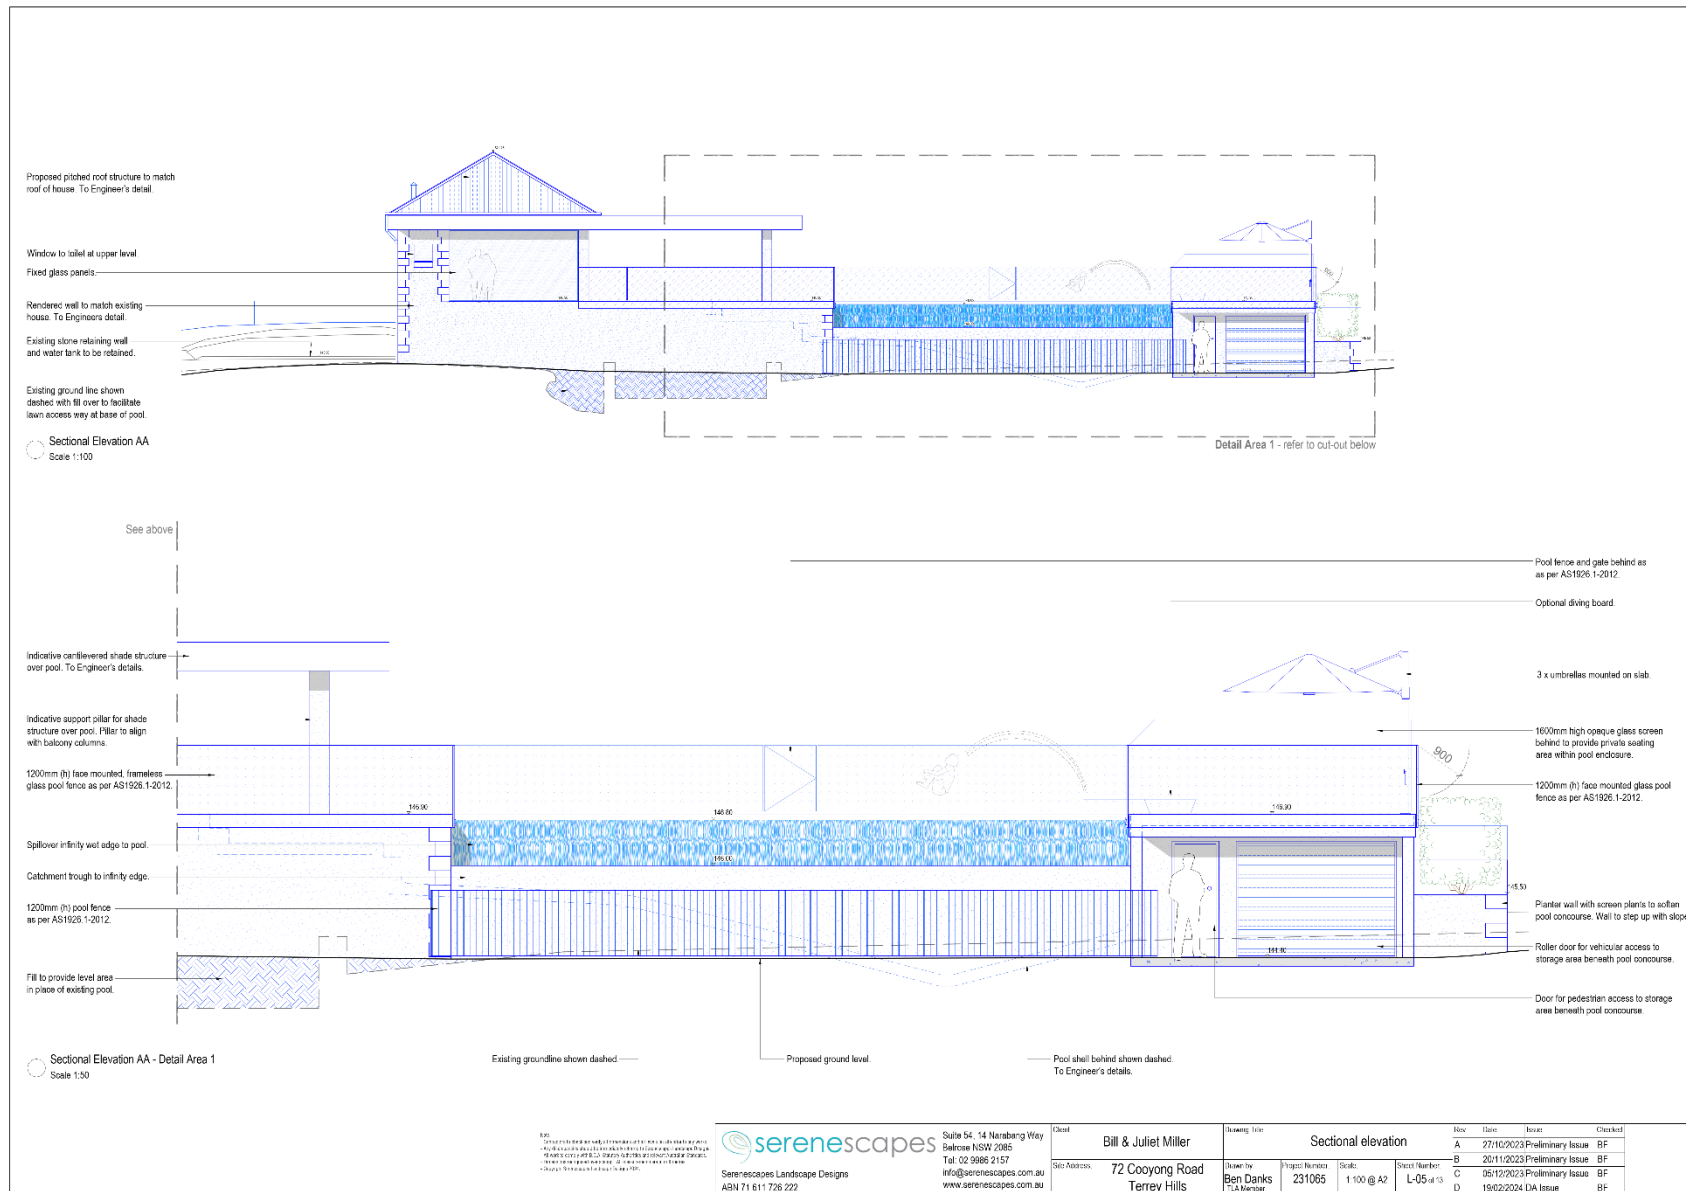 Proposed pitched roof structure to match
roof of house. To Engineer's detail.
Window to toilet at upper level
Fixed glass panels.
Rendered wall to match existing
house. To Engineers detail.
Existing stone retaining wall
and water tank to be retained.
Existing ground line shown
dashed with fill over to facilitate
lawn access way at base of pool.
Sectional Elevation AA
Scale 1:100
Detail Area 1 - refer to cut-out below
See above
Pool fence and gate behind as
as per AS1926.1-2012.
Optional diving board.
Indicative cantilevered shade structure
over pool. To Engineer's details.
3 x umbrellas mounted on slab.
Indicative support pillar for shade
structure over pool. Pillar to align
with balcony columns.
1600mm high opaque glass screen
behind to provide private seating
area within pool enclosure.
900
1200mm (h) face mounted, frameless
glass pool fence as per AS1926.1-2012.
1200mm (h) face mounted glass pool
fence as per AS1926.1-2012.
146.90
146.80
146.90
Spillover infinity wet edge to pool.
146.00
Catchment trough to infinity edge.
1200mm (h) pool fence
as per AS1926.1-2012.
45.50
Planter wall with screen plants to soften
pool concourse. Wall to step up with slope
144.40
Roller door for vehicular access to
storage area beneath pool concourse.
Fill to provide level area
in place of existing pool.
Door for pedestrian access to storage
area beneath pool concourse.
Sectional Elevation AA - Detail Area 1
Scale 1:50
Existing groundline shown dashed.
Proposed ground level.
Pool shell behind shown dashed.
To Engineer's details.
serenescapes
Serenescapes Landscape Designs
ABN 71 611 726 222
Suite 54, 14 Narabang Way
Belrose NSW 2085
Tel: 02 9986 2157
info@serenescapes.com.au
www.serenescapes.com.au
Client
Bill & Juliet Miller
Site Address.
72 Cooyong Road
Terrey Hills
Drawing Title
Sectional elevation
Drawn by
Ben Danks
TLA Member
Project Number
231065
Scale.
1:100 @ A2
Sheet Number
L-05 of 13
Rev Date Issue Checked
A 27/10/2023 Preliminary Issue BF
B 20/11/2023 Preliminary Issue BF
C 05/12/2023 Preliminary Issue BF
D 19/02/2024 DA Issue BF